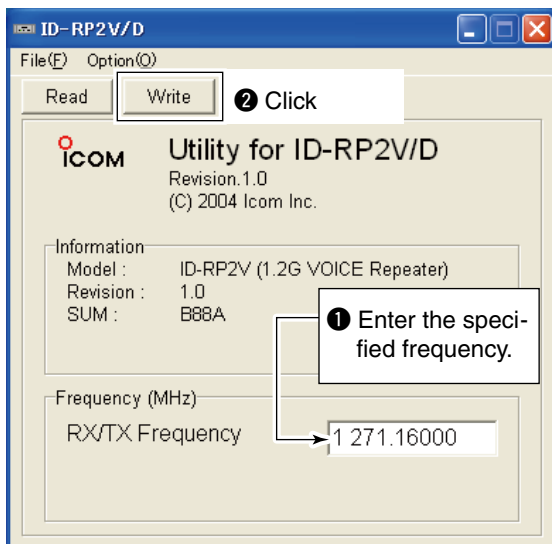 ID-RP2V/D
File(F) Option(O)
Read Write ❷ Click
ICOM
Utility for ID-RP2V/D
Revision.1.0
(C) 2004 Icom Inc.
Information
Model : ID-RP2V (1.2G VOICE Repeater)
Revision : 1.0
SUM : B88A
❶ Enter the speci-
fied frequency.
Frequency (MHz)
RX/TX Frequency 1 271.16000